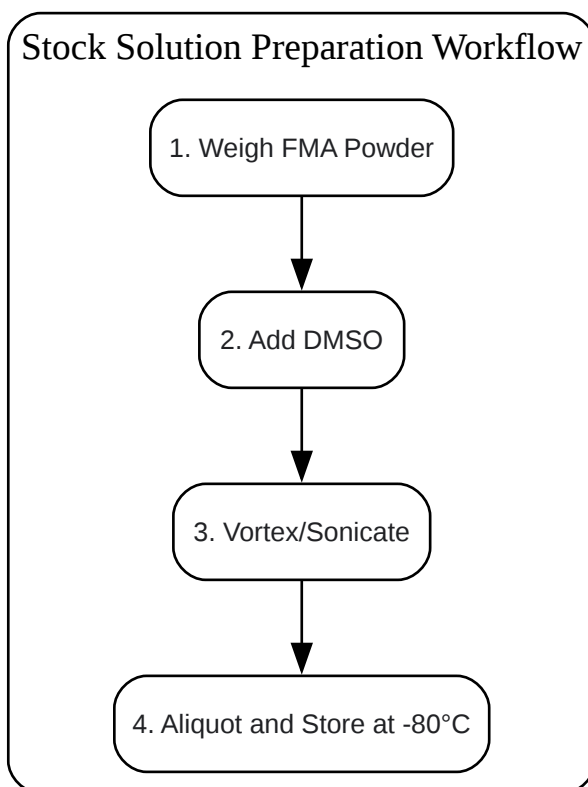 Stock Solution Preparation Workflow
1. Weigh FMA Powder
2. Add DMSO
3. Vortex/Sonicate
4. Aliquot and Store at -80°C